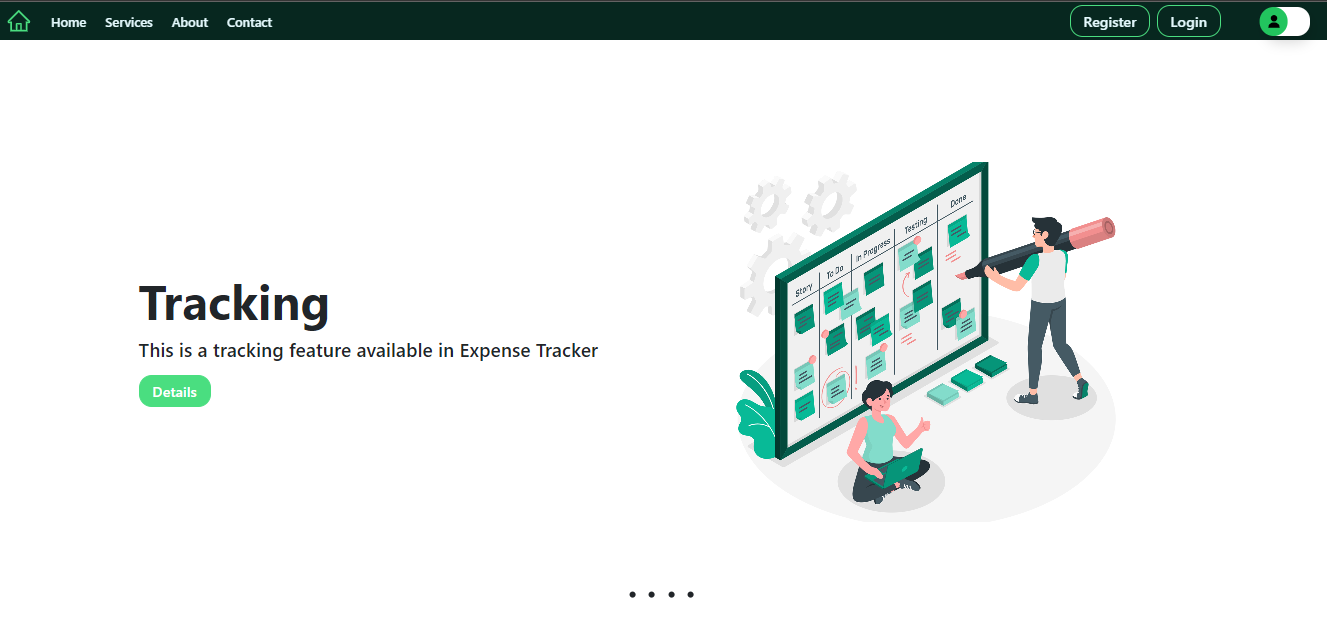 Home Services About Contact Register Login
Tracking
This is a tracking feature available in Expense Tracker
Details
Story To Do In Progress Testing Done